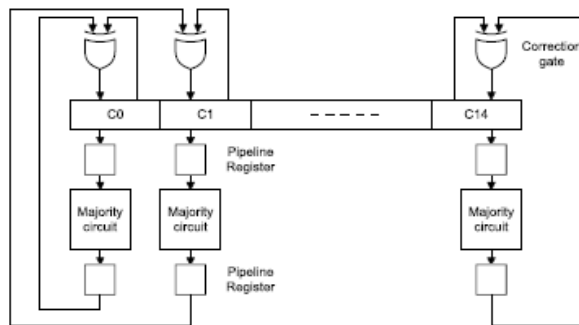 Correction
gate
C0
C1
C14
Pipeline
Register
Majority
circuit
Majority
circuit
Majority
circuit
Pipeline
Register